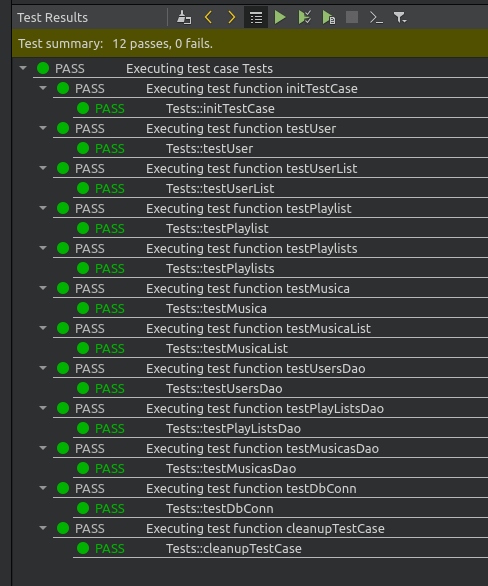 Test Results
Test summary: 12 passes, 0 fails.
PASS Executing test case Tests
PASS Executing test function initTestCase
PASS Tests::initTestCase
PASS Executing test function testUser
PASS Tests::testUser
PASS Executing test function testUserList
PASS Tests::testUserList
PASS Executing test function testPlaylist
PASS Tests::testPlaylist
PASS Executing test function testPlaylists
PASS Tests::testPlaylists
PASS Executing test function testMusica
PASS Tests::testMusica
PASS Executing test function testMusicaList
PASS Tests::testMusicaList
PASS Executing test function testUsersDao
PASS Tests::testUsersDao
PASS Executing test function testPlayListsDao
PASS Tests::testPlayListsDao
PASS Executing test function testMusicasDao
PASS Tests::testMusicasDao
PASS Executing test function testDbConn
PASS Tests::testDbConn
PASS Executing test function cleanupTestCase
PASS Tests::cleanupTestCase